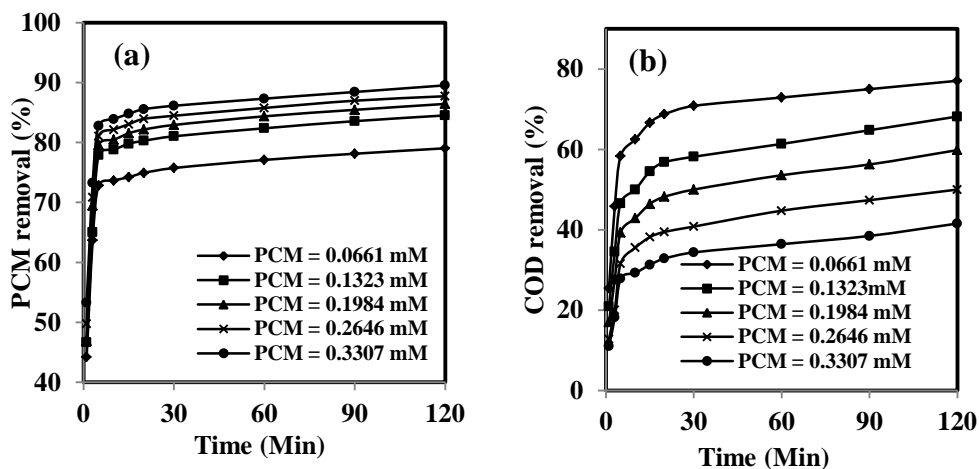 (a)
PCM removal (%)
100
90
80
70
60
50
40
PCM = 0.0661 mM
PCM = 0.1323 mM
PCM = 0.1984 mM
PCM = 0.2646 mM
PCM = 0.3307 mM
0 30 60 90 120
Time (Min)
(b)
COD removal (%)
80
60
40
20
0
PCM = 0.0661 mM
PCM = 0.1323mM
PCM = 0.1984 mM
PCM = 0.2646 mM
PCM = 0.3307 mM
0 30 60 90 120
Time (Min)